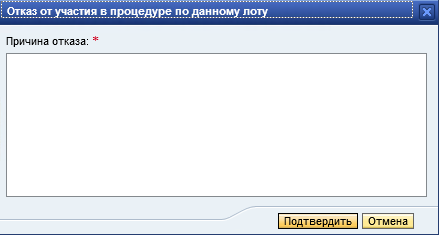 Отказ от участия в процедуре по данному лоту
Причина отказа: *
Подтвердить Отмена